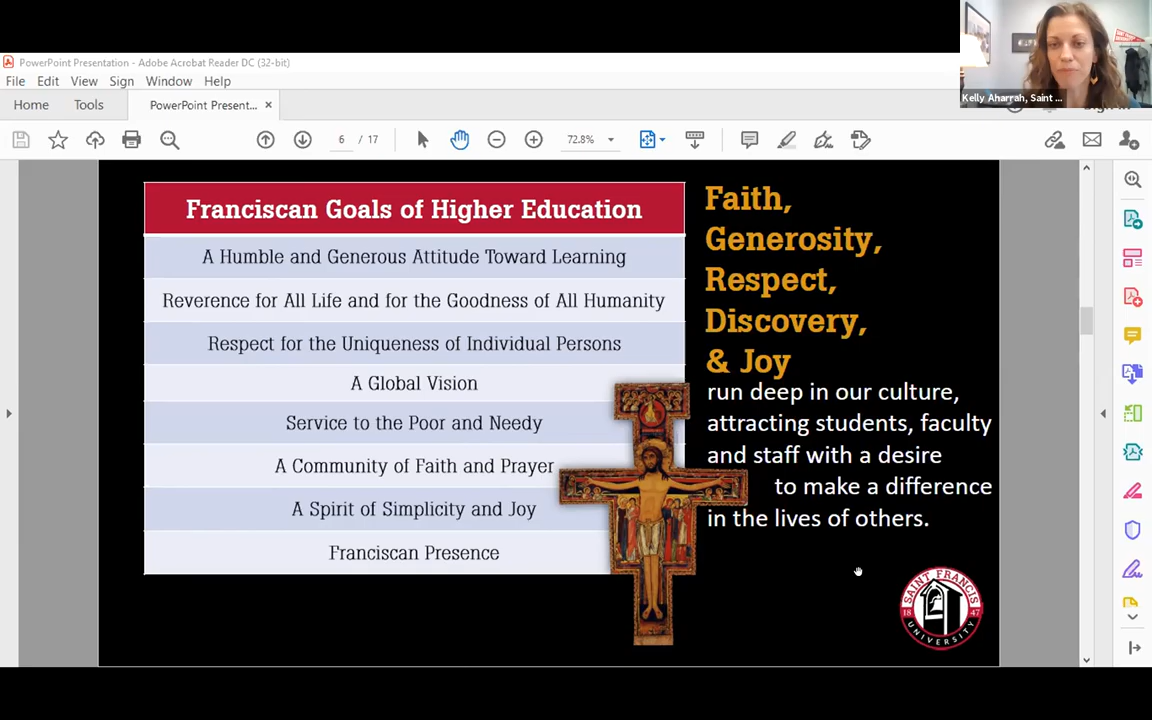 PowerPoint Presentation - Adobe Acrobat Reader DC (32-bit)
File Edit View Sign Window Help
Home Tools PowerPoint Present... ×
6 / 17 72.8%
Kelly Aharrah, Saint ...
Franciscan Goals of Higher Education
A Humble and Generous Attitude Toward Learning
Reverence for All Life and for the Goodness of All Humanity
Respect for the Uniqueness of Individual Persons
A Global Vision
Service to the Poor and Needy
A Community of Faith and Prayer
A Spirit of Simplicity and Joy
Franciscan Presence
Faith,
Generosity,
Respect,
Discovery,
& Joy
run deep in our culture,
attracting students, faculty
and staff with a desire
to make a difference
in the lives of others.
SAINT FRANCIS
18 47
UNIVERSITY